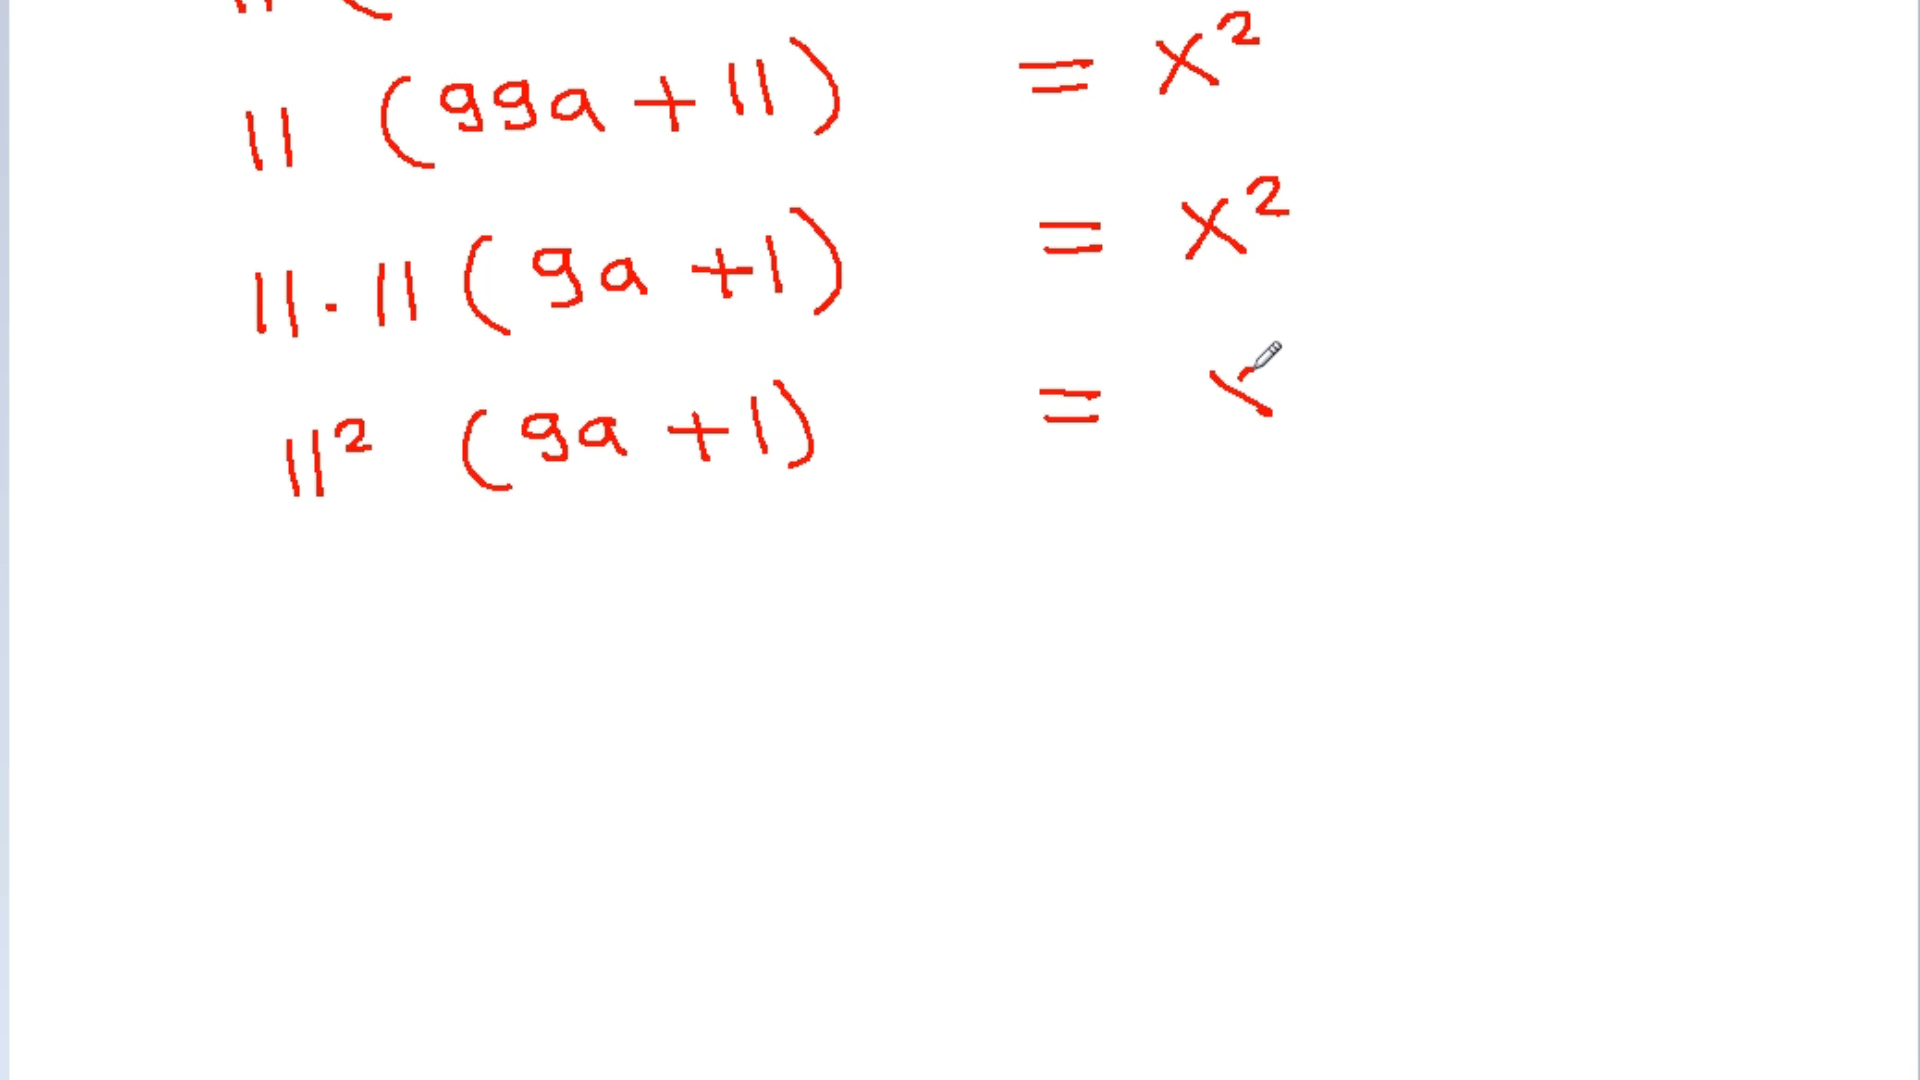 11 (99a + 11) = x²
11 · 11 (9a + 1) = x²
11² (9a + 1) =